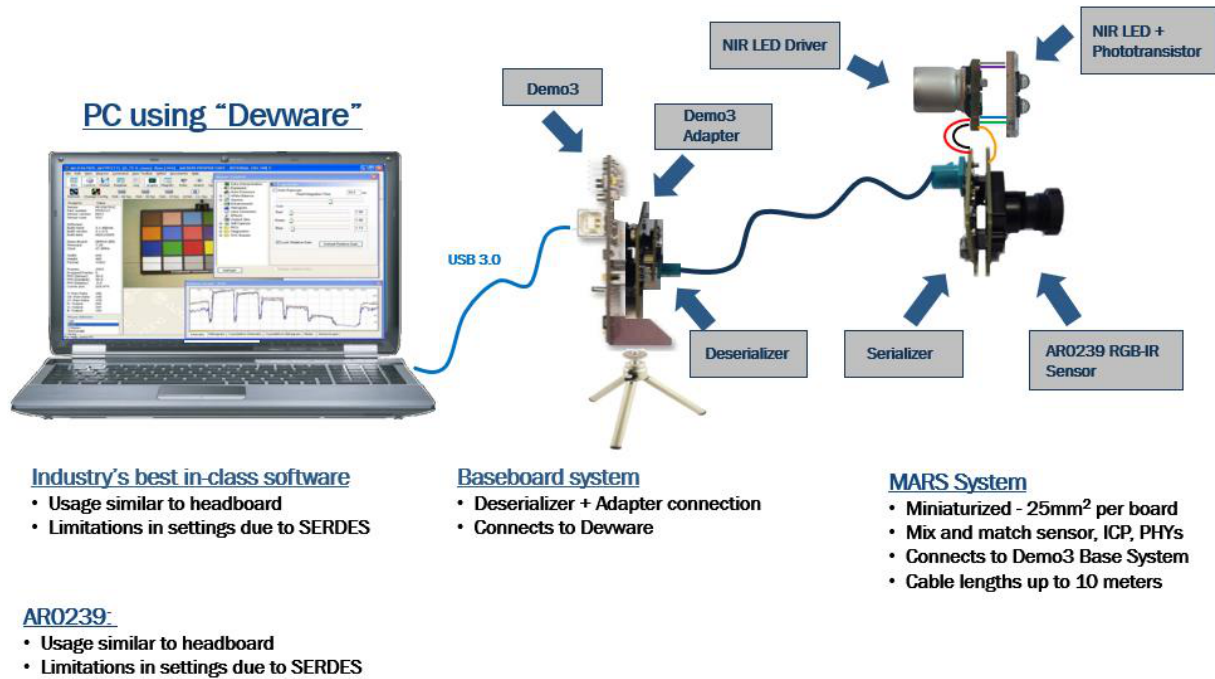 NIR LED Driver
NIR LED +
Phototransistor
Demo3
Demo3
Adapter
PC using “Devware”
USB 3.0
Deserializer
Serializer
AR0239 RGB-IR
Sensor
Industry’s best in-class software
• Usage similar to headboard
• Limitations in settings due to SERDES
Baseboard system
• Deserializer + Adapter connection
• Connects to Devware
MARS System
• Miniaturized - 25mm² per board
• Mix and match sensor, ICP, PHYs
• Connects to Demo3 Base System
• Cable lengths up to 10 meters
AR0239:
• Usage similar to headboard
• Limitations in settings due to SERDES